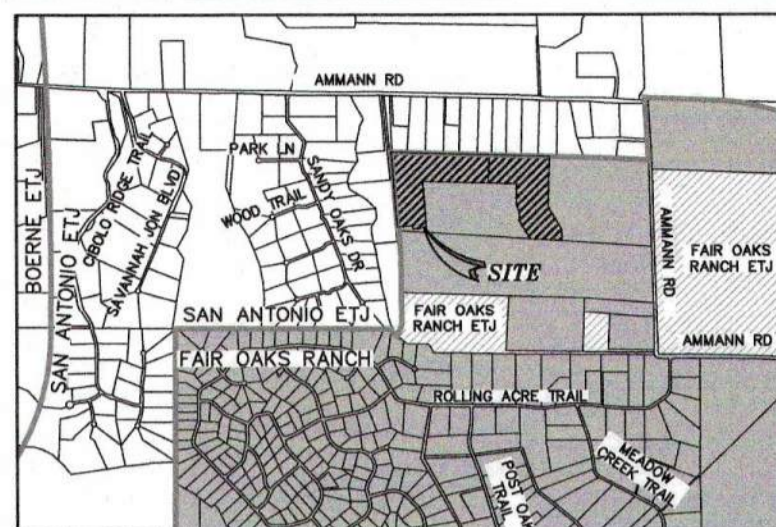 AMMANN RD
PARK LN
SANDY OAKS DR
WOOD TRAIL
CIBOLO RIDGE TRAIL
SAVANNAH JON BLVD
BOERNE ETJ
SAN ANTONIO ETJ
SITE
AMMANN RD
FAIR OAKS
RANCH ETJ
SAN ANTONIO ETJ
FAIR OAKS
RANCH ETJ
AMMANN RD
FAIR OAKS RANCH
ROLLING ACRE TRAIL
POST OAK
TRAIL
MEADOW
CREEK TRAIL